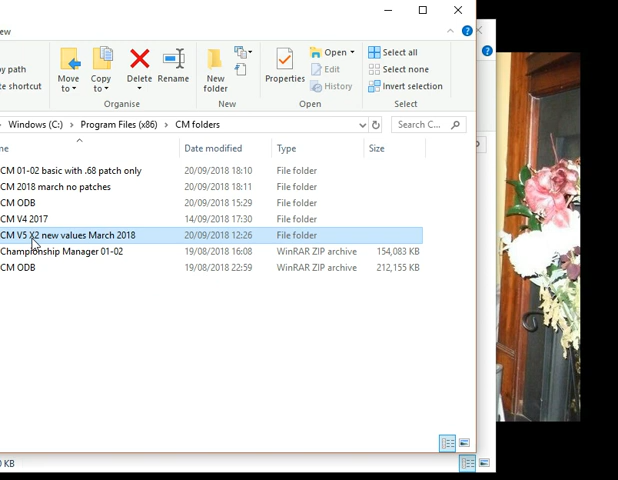 ew
y path
e shortcut
Move to
Copy to
Delete
Rename
New folder
Properties
Open
Edit
History
Select all
Select none
Invert selection
Organise
New
Open
Select
Windows (C:) Program Files (x86) CM folders
Search C...
ne Date modified Type Size
CM 01-02 basic with .68 patch only 20/09/2018 18:10 File folder
CM 2018 march no patches 20/09/2018 18:11 File folder
CM ODB 20/09/2018 15:29 File folder
CM V4 2017 14/09/2018 17:30 File folder
CM V5 X2 new values March 2018 20/09/2018 12:26 File folder
Championship Manager 01-02 19/08/2018 16:08 WinRAR ZIP archive 154,083 KB
CM ODB 19/08/2018 22:59 WinRAR ZIP archive 212,155 KB
0 KB